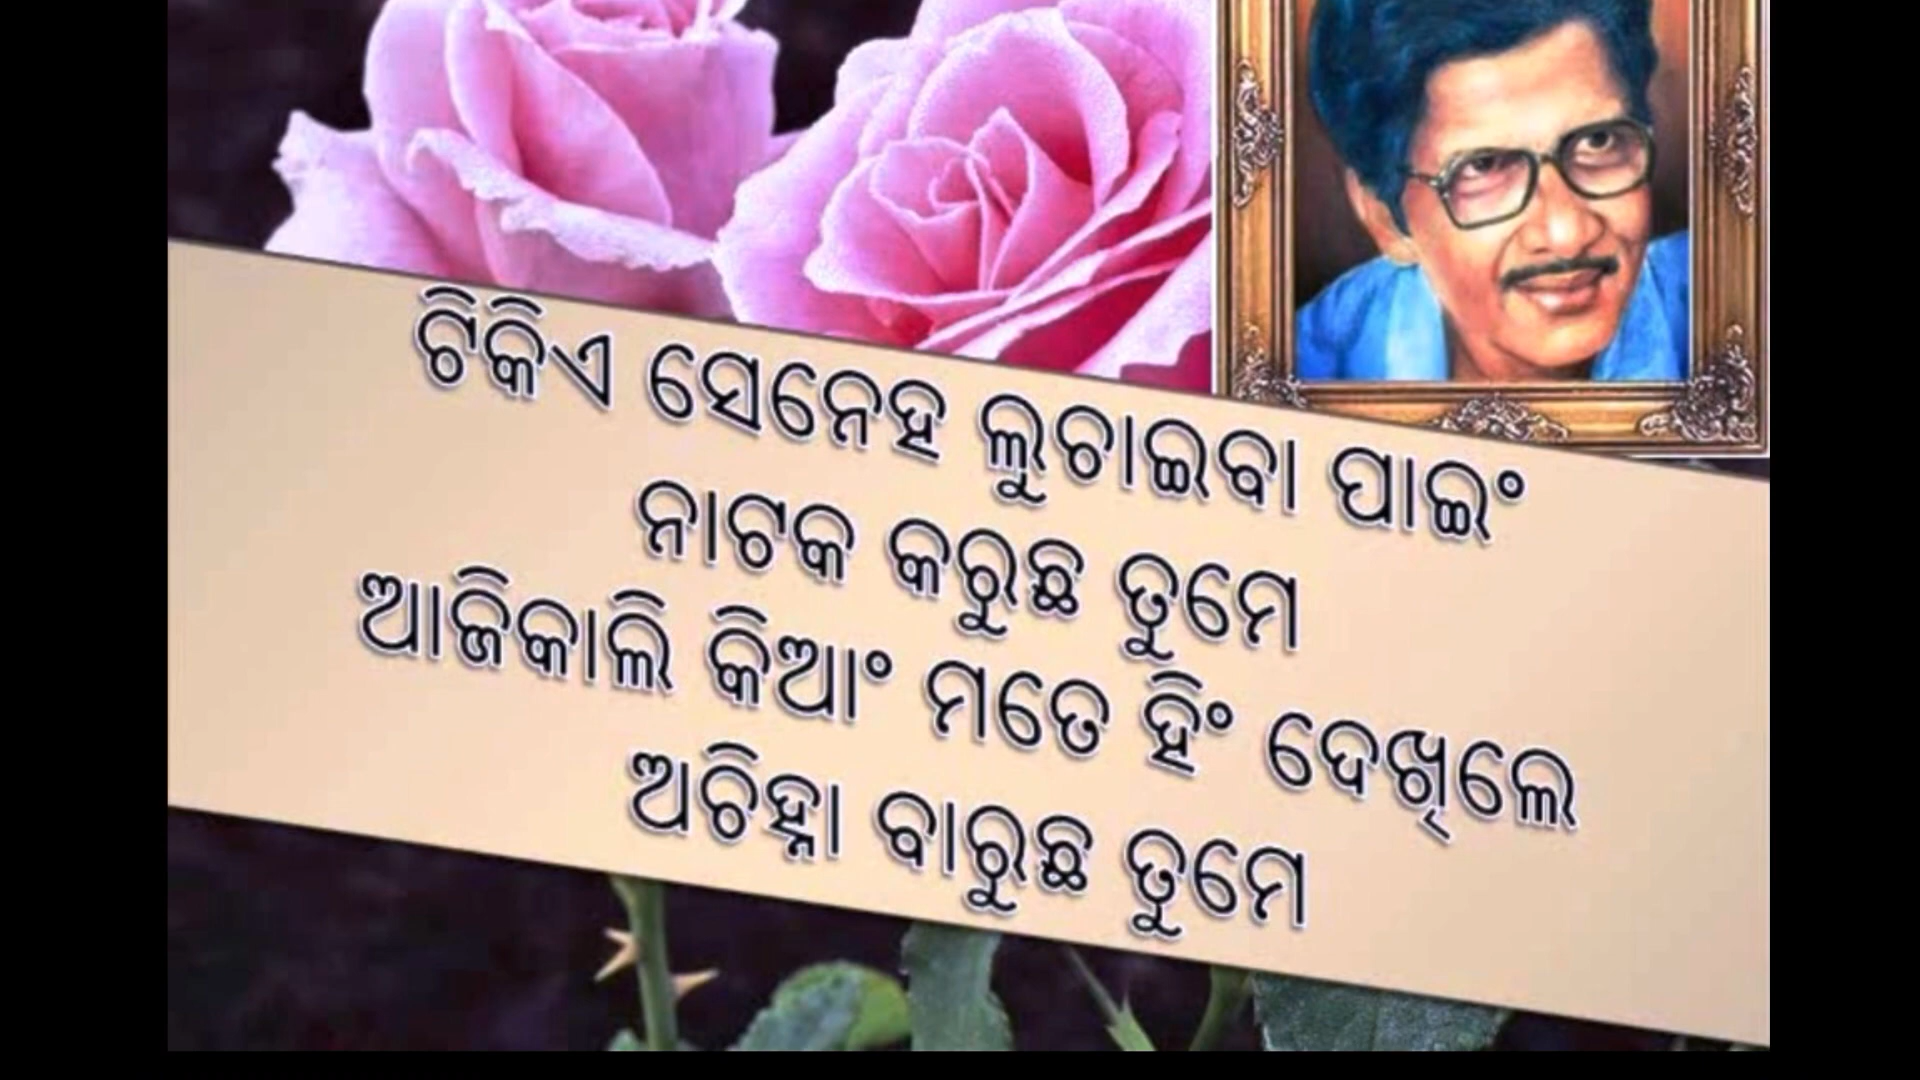 ଟିକିଏ ସେନେହ ଲୁଚାଇବା ପାଇଂ
ନାଟକ କରୁଛ ତୁମେ
ଆଜିକାଲି କିଆଂ ମତେ ହିଂ ଦେଖିଲେ
ଅଚିହ୍ନା ବାରୁଛ ତୁମେ